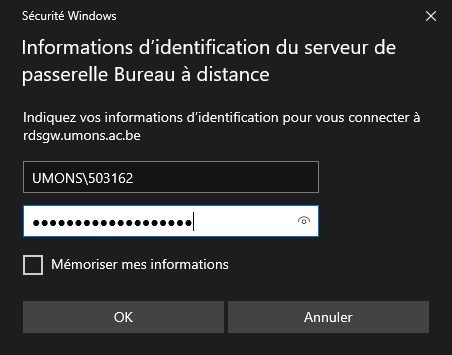 Sécurité Windows
Informations d’identification du serveur de
passerelle Bureau à distance
Indiquez vos informations d’identification pour vous connecter à
rdsgw.umons.ac.be
UMONS\503162
●●●●●●●●●●●●●●●●●●●
Mémoriser mes informations
OK
Annuler